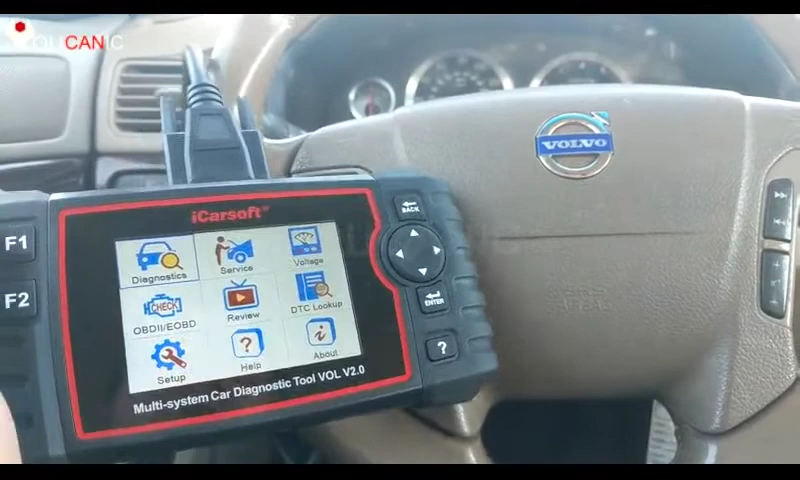 YOUCANIC
VOLVO
iCarsoft
F1
F2
Diagnostics
Service
Voltage
OBDII/EOBD
CHECK
Review
DTC Lookup
Setup
Help
About
Multi-system Car Diagnostic Tool VOL V2.0
BACK
ENTER
?